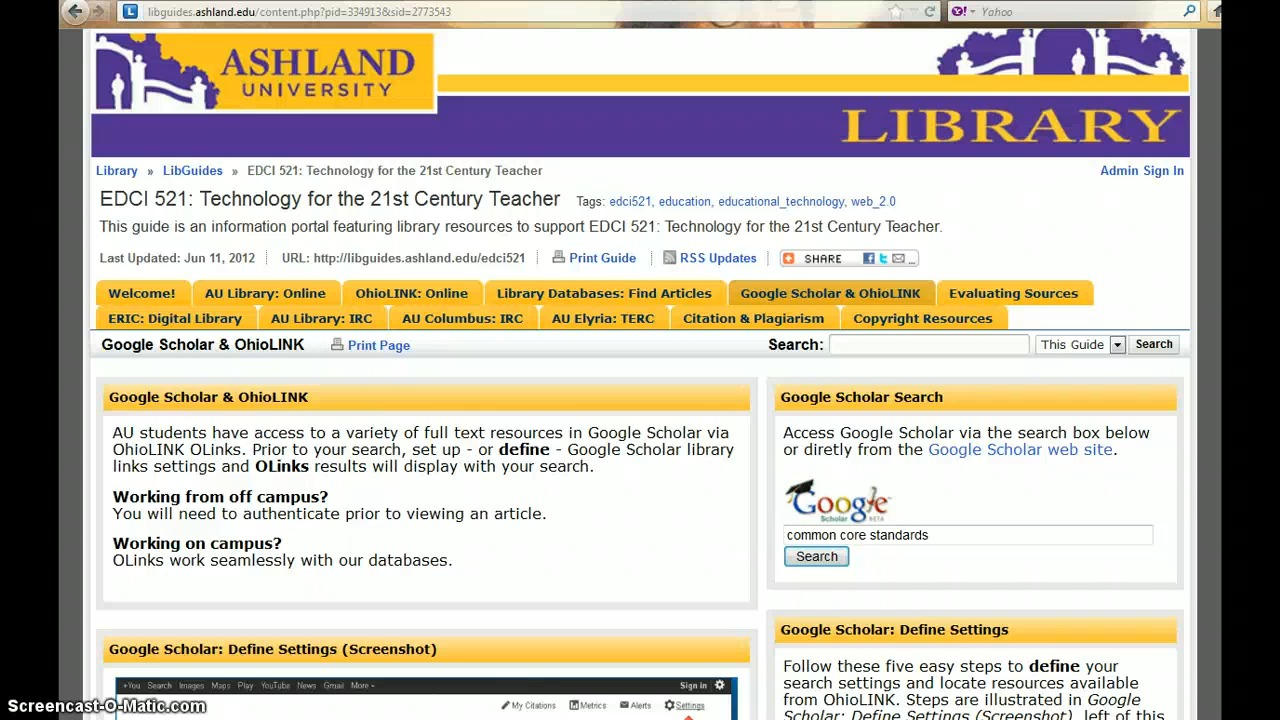 libguides.ashland.edu/content.php?pid=334913&sid=2773543
Yahoo
ASHLAND
UNIVERSITY
LIBRARY
Library » LibGuides » EDCI 521: Technology for the 21st Century Teacher
Admin Sign In
EDCI 521: Technology for the 21st Century Teacher Tags: edci521, education, educational_technology, web_2.0
This guide is an information portal featuring library resources to support EDCI 521: Technology for the 21st Century Teacher.
Last Updated: Jun 11, 2012 URL: http://libguides.ashland.edu/edci521 Print Guide RSS Updates SHARE ...
Welcome! AU Library: Online OhioLINK: Online Library Databases: Find Articles Google Scholar & OhioLINK Evaluating Sources
ERIC: Digital Library AU Library: IRC AU Columbus: IRC AU Elyria: TERC Citation & Plagiarism Copyright Resources
Google Scholar & OhioLINK Print Page Search: This Guide Search
Google Scholar & OhioLINK
AU students have access to a variety of full text resources in Google Scholar via
OhioLINK OLinks. Prior to your search, set up - or define - Google Scholar library
links settings and OLinks results will display with your search.
Working from off campus?
You will need to authenticate prior to viewing an article.
Working on campus?
OLinks work seamlessly with our databases.
Google Scholar Search
Access Google Scholar via the search box below
or diretly from the Google Scholar web site.
Google
Scholar BETA
common core standards
Search
Google Scholar: Define Settings (Screenshot)
+You Search Images Maps Play YouTube News Gmail More Sign in
My Citations Metrics Alerts Settings
Google Scholar: Define Settings
Follow these five easy steps to define your
search settings and locate resources available
from OhioLINK. Steps are illustrated in Google
Scholar: Define Settings (Screenshot), left of this
Screencast-O-Matic.com